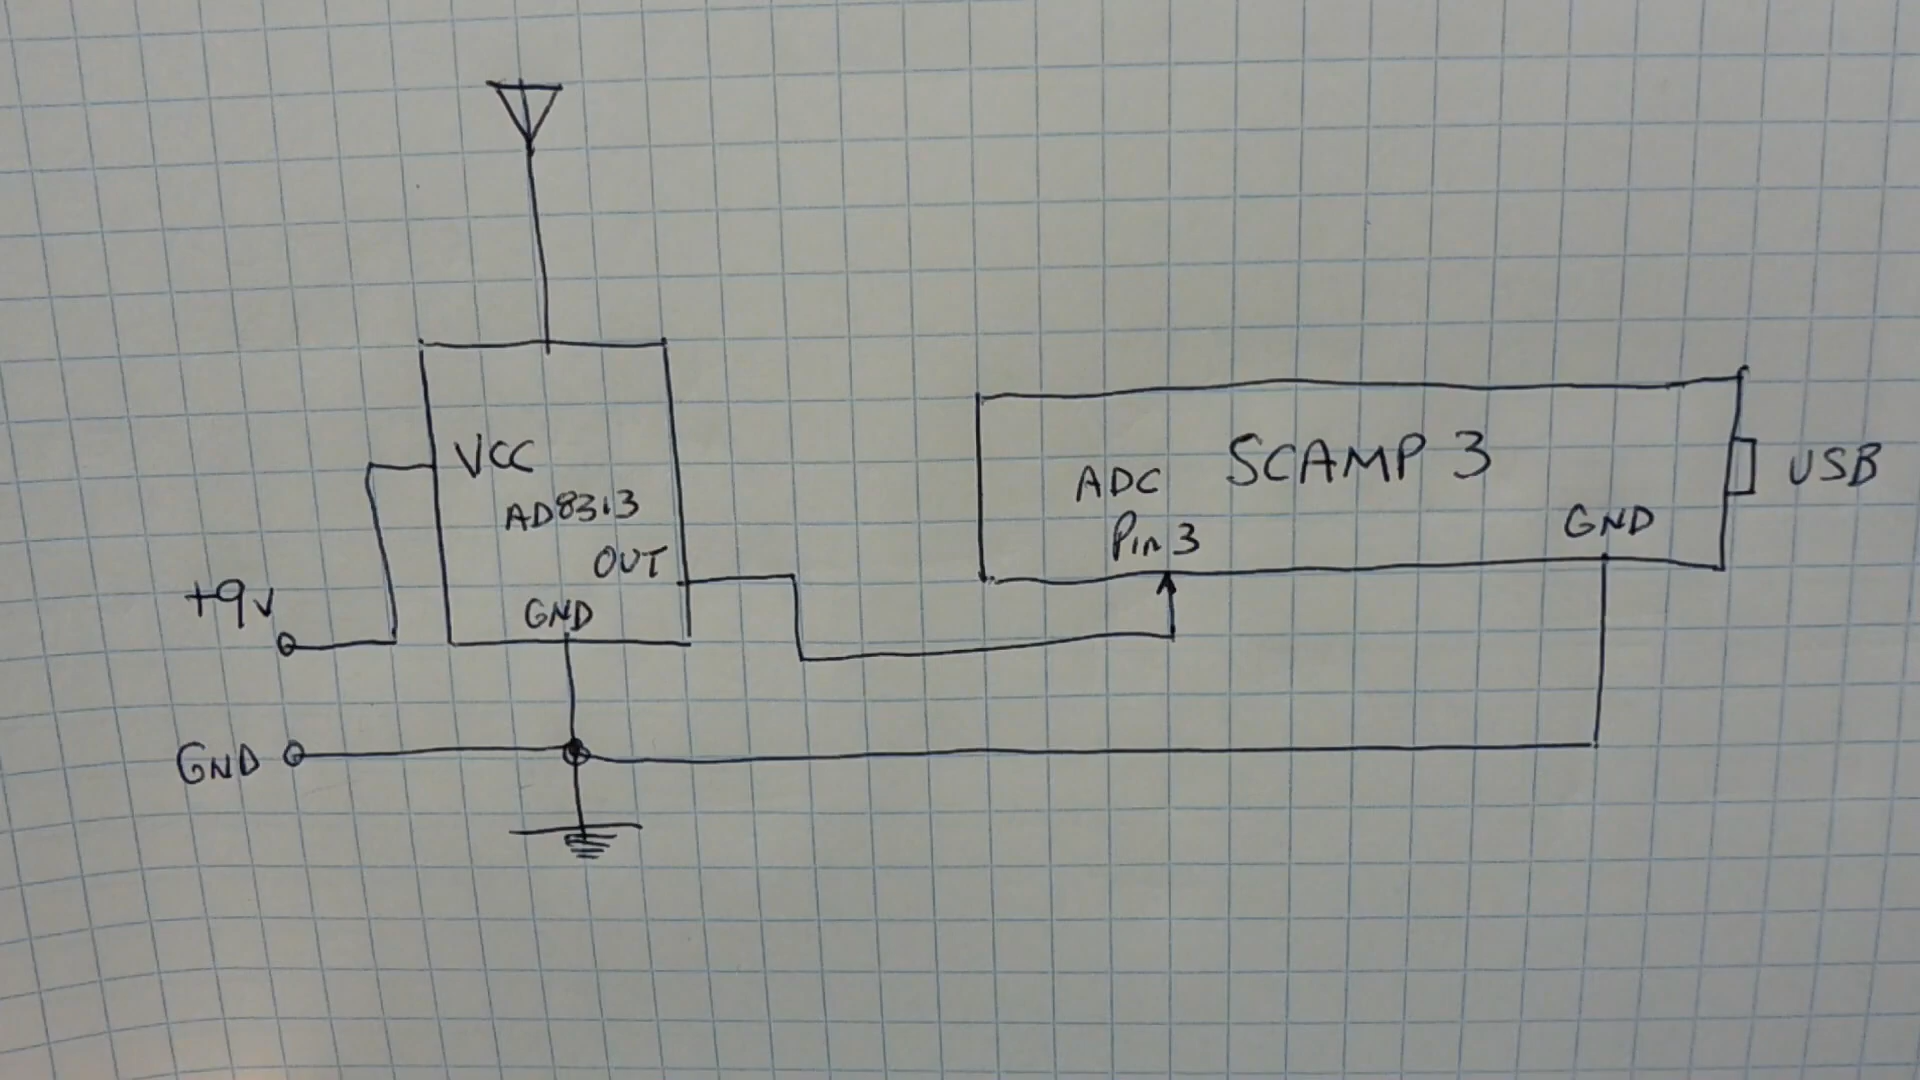 VCC
AD8313
OUT
GND
+9v
GND
ADC
Pin 3
SCAMP 3
GND
USB